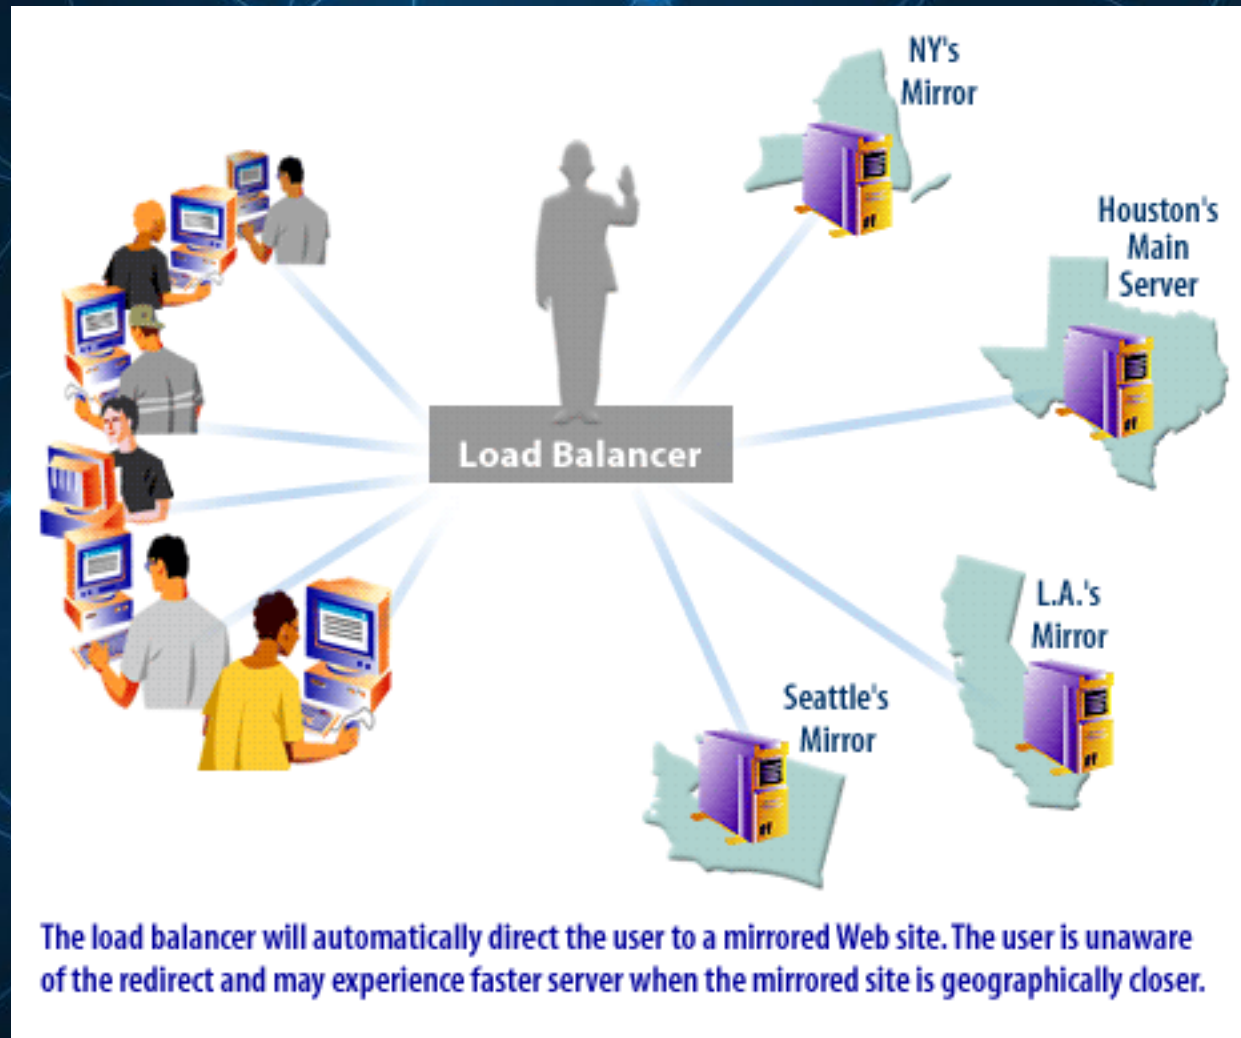 NY's
Mirror
Houston's
Main
Server
Load Balancer
L.A.'s
Mirror
Seattle's
Mirror
The load balancer will automatically direct the user to a mirrored Web site. The user is unaware
of the redirect and may experience faster server when the mirrored site is geographically closer.